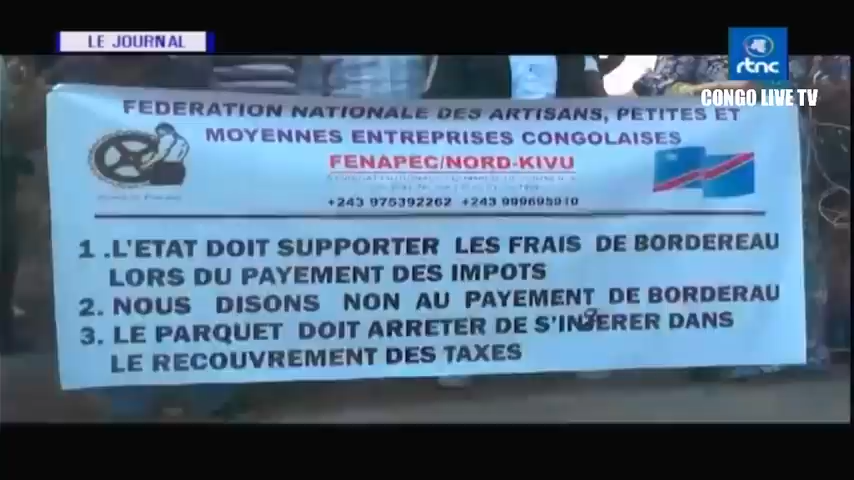 LE JOURNAL
rtnc
CONGO LIVE TV
FEDERATION NATIONALE DES ARTISANS, PETITES ET
MOYENNES ENTREPRISES CONGOLAISES
FENAPEC/NORD-KIVU
+243 975392262 +243 999695910
1 .L'ETAT DOIT SUPPORTER LES FRAIS DE BORDEREAU
LORS DU PAYEMENT DES IMPOTS
2. NOUS DISONS NON AU PAYEMENT DE BORDERAU
3. LE PARQUET DOIT ARRETER DE S'INGERER DANS
LE RECOUVREMENT DES TAXES